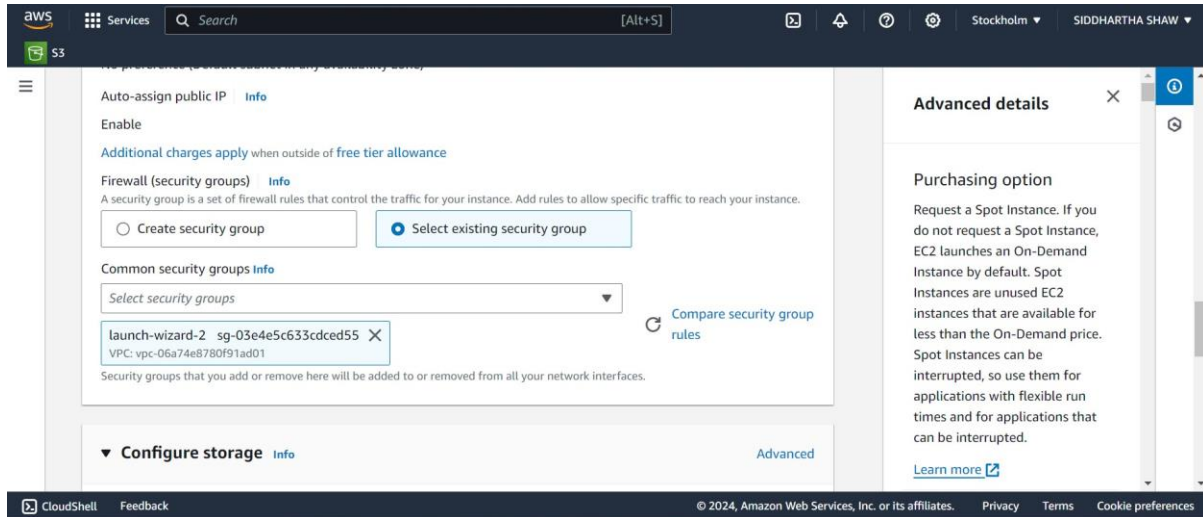 aws Services Search [Alt+S] Stockholm SIDDHARTHA SHAW
S3
No preference (Default subnet in any availability zone)
Auto-assign public IP Info
Enable
Additional charges apply when outside of free tier allowance
Firewall (security groups) Info
A security group is a set of firewall rules that control the traffic for your instance. Add rules to allow specific traffic to reach your instance.
Create security group
Select existing security group
Common security groups Info
Select security groups
launch-wizard-2 sg-03e4e5c633cdced55
VPC: vpc-06a74e8780f91ad01
Compare security group
rules
Security groups that you add or remove here will be added to or removed from all your network interfaces.
Configure storage Info
Advanced
Advanced details
Purchasing option
Request a Spot Instance. If you
do not request a Spot Instance,
EC2 launches an On-Demand
Instance by default. Spot
Instances are unused EC2
instances that are available for
less than the On-Demand price.
Spot Instances can be
interrupted, so use them for
applications with flexible run
times and for applications that
can be interrupted.
Learn more
CloudShell Feedback © 2024, Amazon Web Services, Inc. or its affiliates. Privacy Terms Cookie preferences